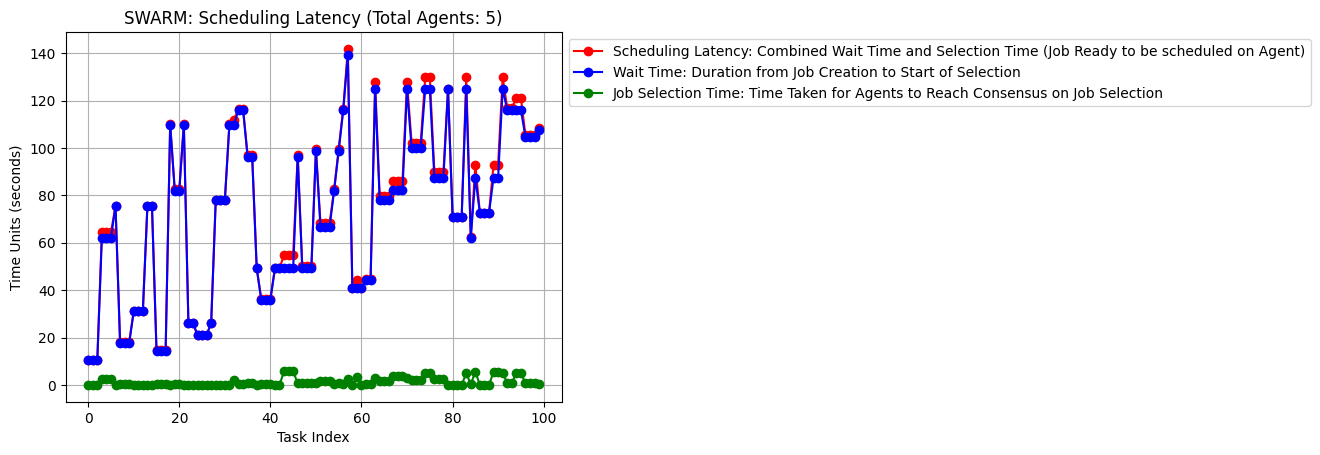 SWARM: Scheduling Latency (Total Agents: 5)
Scheduling Latency: Combined Wait Time and Selection Time (Job Ready to be scheduled on Agent)
Wait Time: Duration from Job Creation to Start of Selection
Job Selection Time: Time Taken for Agents to Reach Consensus on Job Selection
Time Units (seconds)
140
120
100
80
60
40
20
0
0 20 40 60 80 100
Task Index